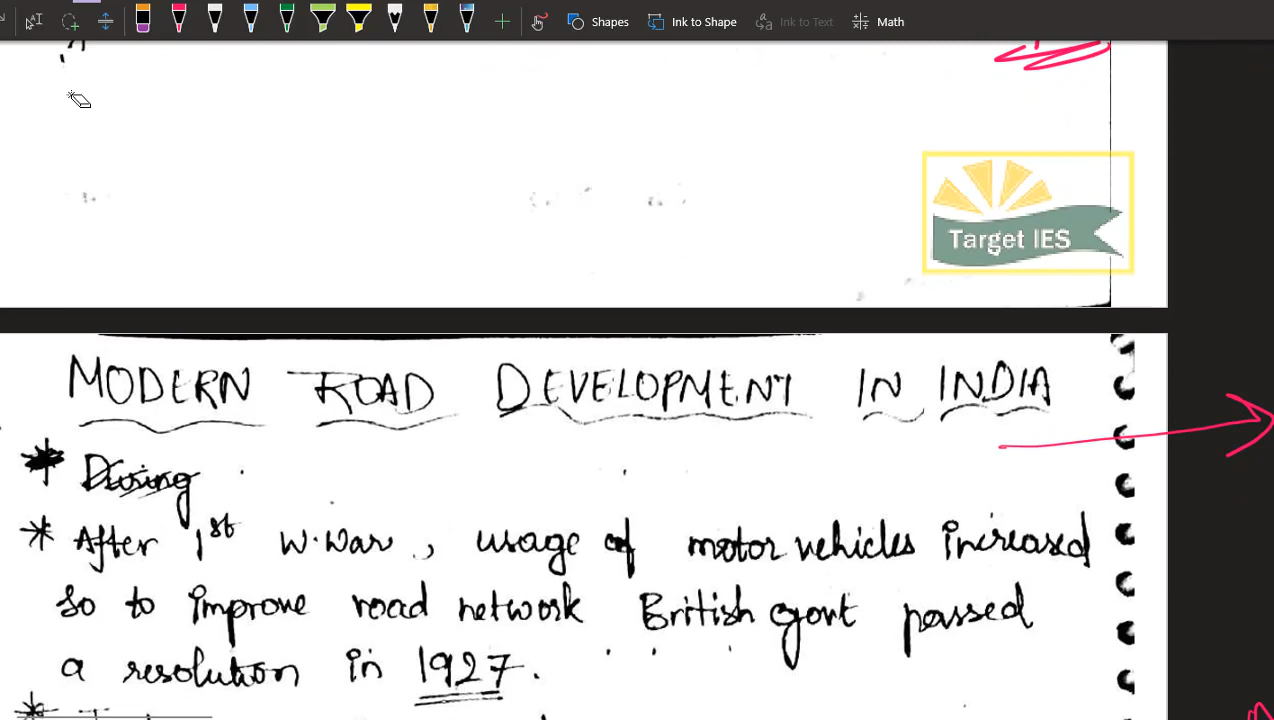 Shapes
Ink to Shape
Ink to Text
Math
Target IES
MODERN ROAD DEVELOPMENT IN INDIA
* During
* After 1st W.War, usage of motor vehicles increased
so to improve road network British govt passed
a resolution in 1927.
*